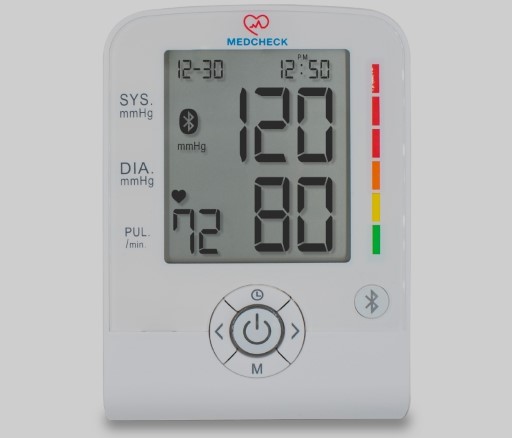 MEDCHECK
12-30 PM 12:50
SYS.
mmHg
120
mmHg
DIA.
mmHg
80
PUL.
/min.
72
M